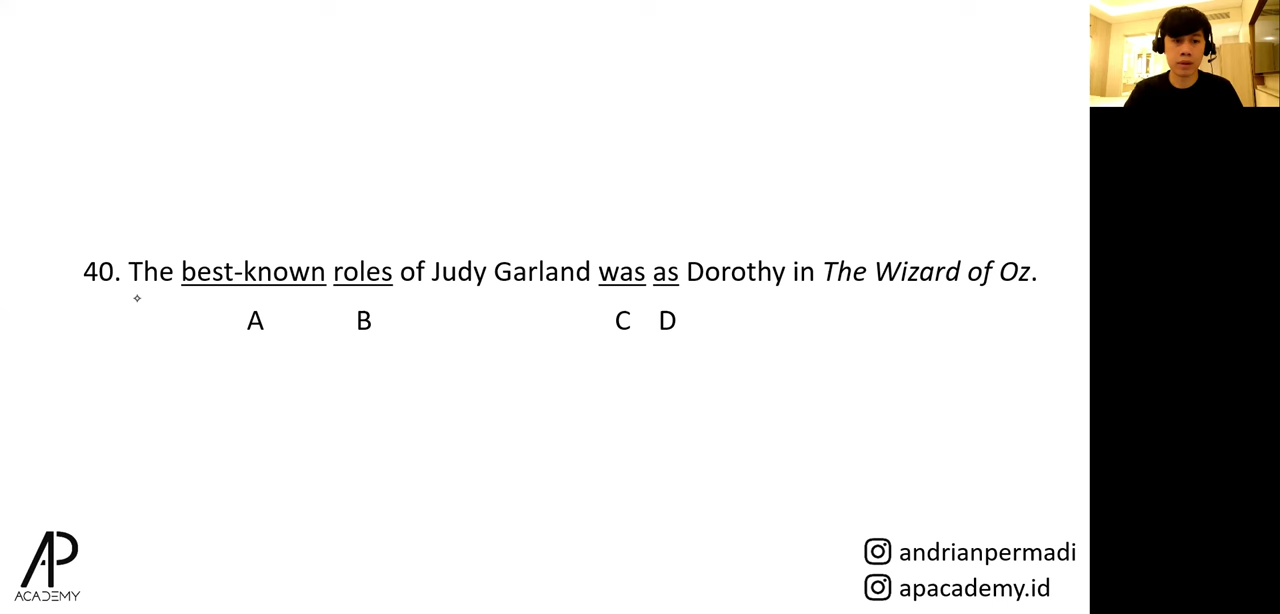 40. The best-known roles of Judy Garland was as Dorothy in The Wizard of Oz.
A B C D
AP
ACADEMY
andrianpermadi
apacademy.id